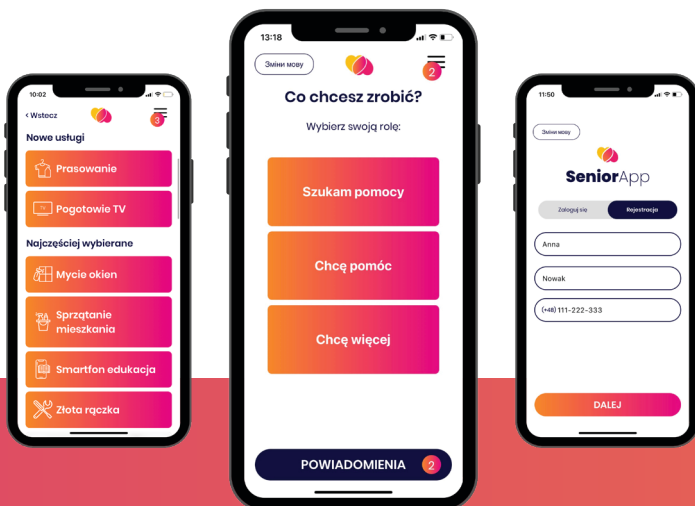 10:02
< Wstecz
3
Nowe usługi
Prasowanie
TV
Pogotowie TV
Najczęściej wybierane
Mycie okien
Sprzątanie
mieszkania
Smartfon edukacja
Złota rączka
13:18
Зміни мову
2
Co chcesz zrobić?
Wybierz swoją rolę:
Szukam pomocy
Chcę pomóc
Chcę więcej
POWIADOMIENIA 2
11:50
Зміни мову
SeniorApp
Zaloguj się Rejestracja
Anna
Nowak
(+48) 111-222-333
DALEJ